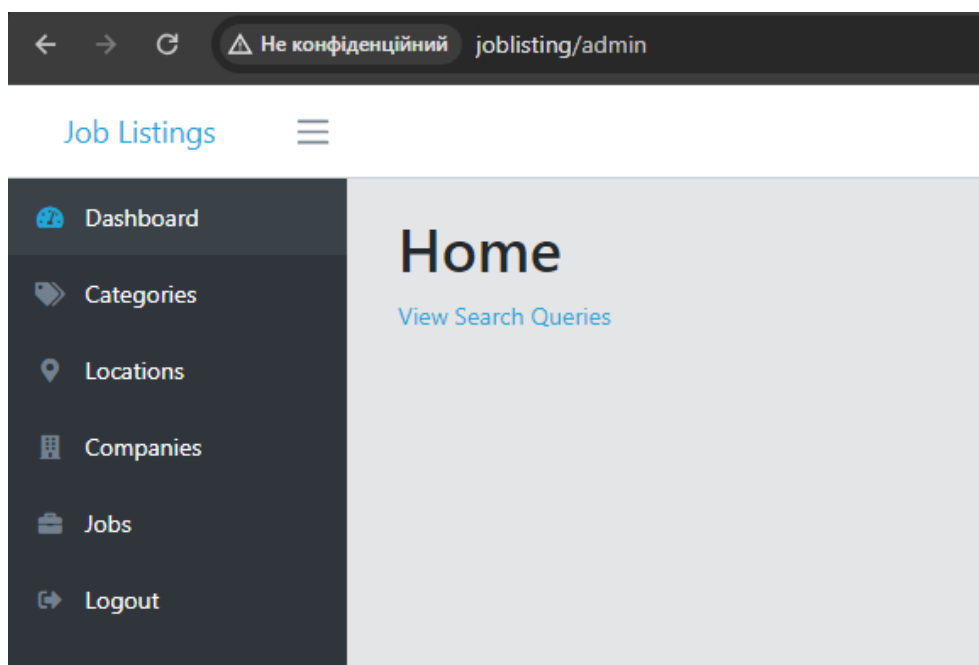 Не конфіденційний joblisting/admin
Job Listings
Dashboard
Home
Categories
View Search Queries
Locations
Companies
Jobs
Logout